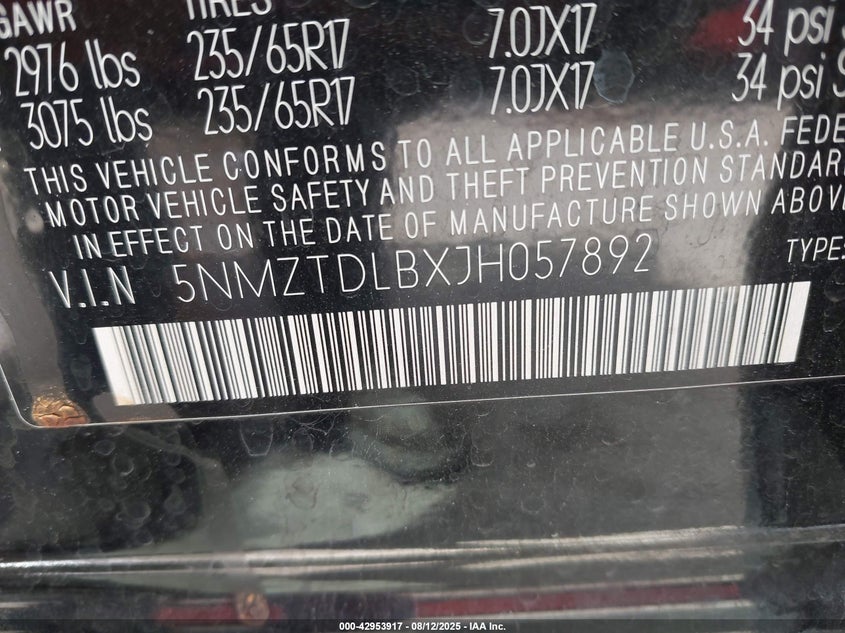 GAWR TIRES
2976 lbs 235/65R17 7.0JX17 34 psi
3075 lbs 235/65R17 7.0JX17 34 psi
THIS VEHICLE CONFORMS TO ALL APPLICABLE U.S.A. FEDE
MOTOR VEHICLE SAFETY AND THEFT PREVENTION STANDAR
IN EFFECT ON THE DATE OF MANUFACTURE SHOWN ABOV
V.I.N 5NMZTDLBXJH057892 TYPE:
000-42953917 - 08/12/2025 - IAA Inc.